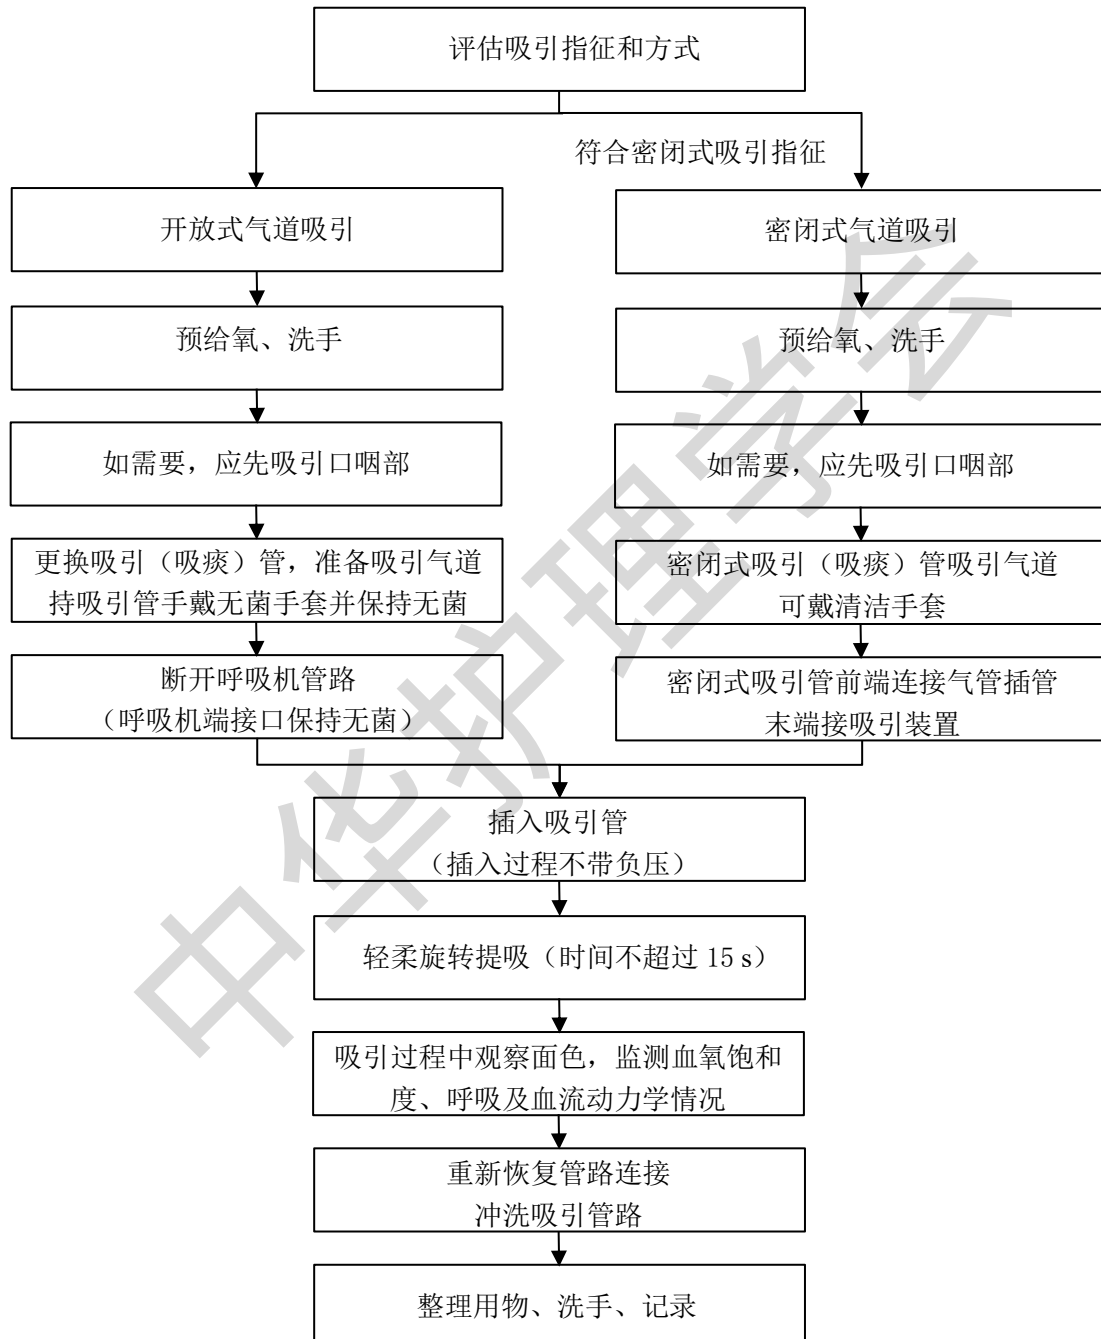 评估吸引指征和方式
符合密闭式吸引指征
开放式气道吸引
密闭式气道吸引
预给氧、洗手
预给氧、洗手
如需要，应先吸引口咽部
如需要，应先吸引口咽部
更换吸引（吸痰）管，准备吸引气道
持吸引管手戴无菌手套并保持无菌
密闭式吸引（吸痰）管吸引气道
可戴清洁手套
断开呼吸机管路
（呼吸机端接口保持无菌）
密闭式吸引管前端连接气管插管
末端接吸引装置
插入吸引管
（插入过程不带负压）
轻柔旋转提吸（时间不超过 15 s）
吸引过程中观察面色，监测血氧饱和
度、呼吸及血流动力学情况
重新恢复管路连接
冲洗吸引管路
整理用物、洗手、记录
中华护理学会